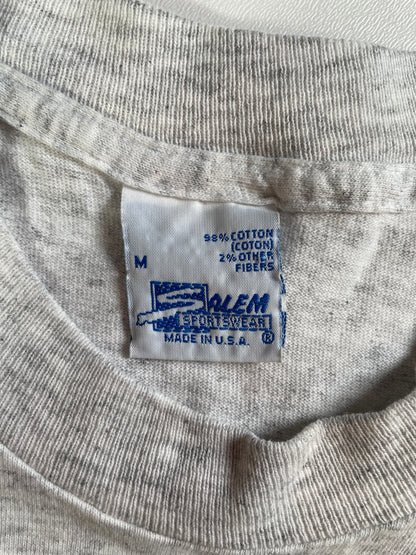 98% COTTON
(COTON)
2% OTHER
FIBERS
M
SALEM
SPORTSWEAR
MADE IN U.S.A. ®